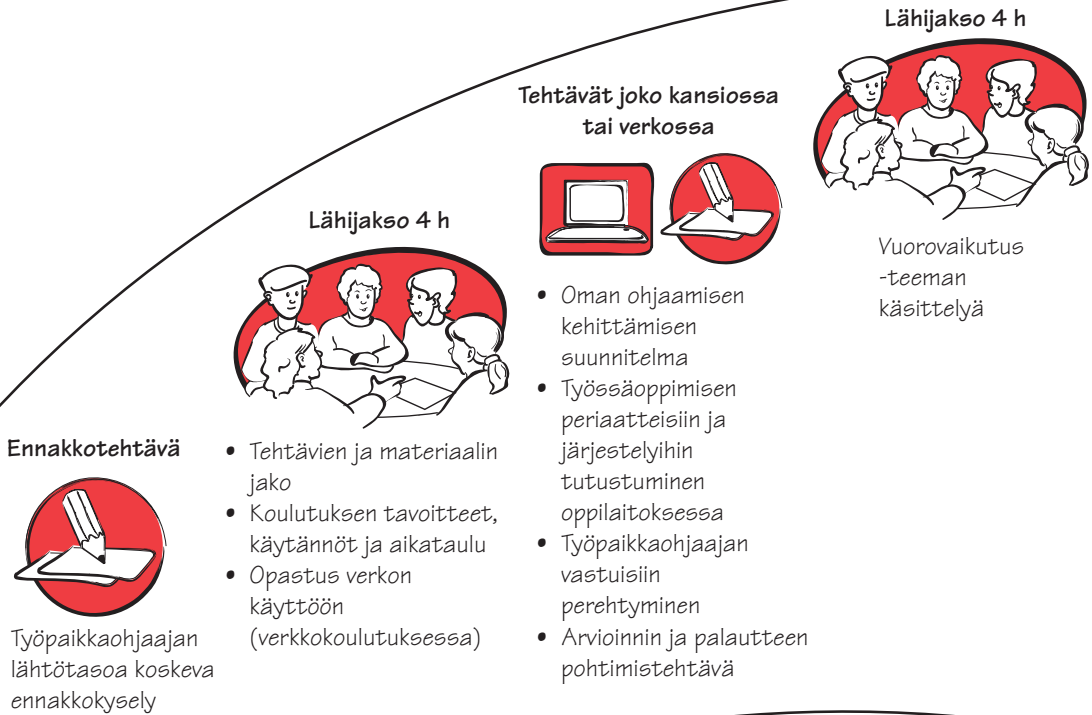 Ennakkotehtävä
Työpaikkaohjaajan
lähtötasoa koskeva
ennakkokysely
Lähijakso 4 h
• Tehtävien ja materiaalin
jako
• Koulutuksen tavoitteet,
käytännöt ja aikataulu
• Opastus verkon
käyttöön
(verkkokoulutuksessa)
Tehtävät joko kansiossa
tai verkossa
• Oman ohjaamisen
kehittämisen
suunnitelma
• Työssäoppimisen
periaatteisiin ja
järjestelyihin
tutustuminen
oppilaitoksessa
• Työpaikkaohjaajan
vastuisiin
perehtyminen
• Arvioinnin ja palautteen
pohtimistehtävä
Lähijakso 4 h
Vuorovaikutus
-teeman
käsittelyä